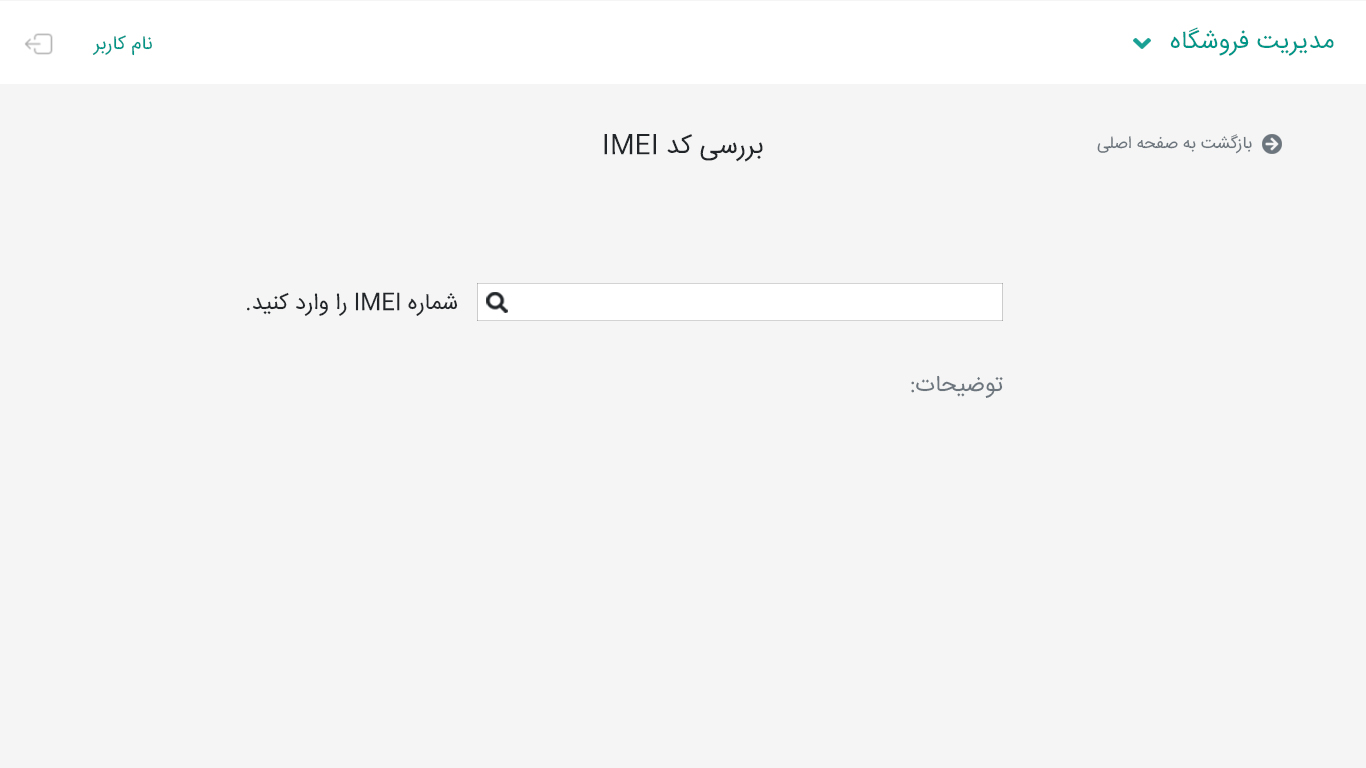 مدیریت فروشگاه
نام کاربر
بازگشت به صفحه اصلی
بررسی کد IMEI
شماره IMEI را وارد کنید.
توضیحات: